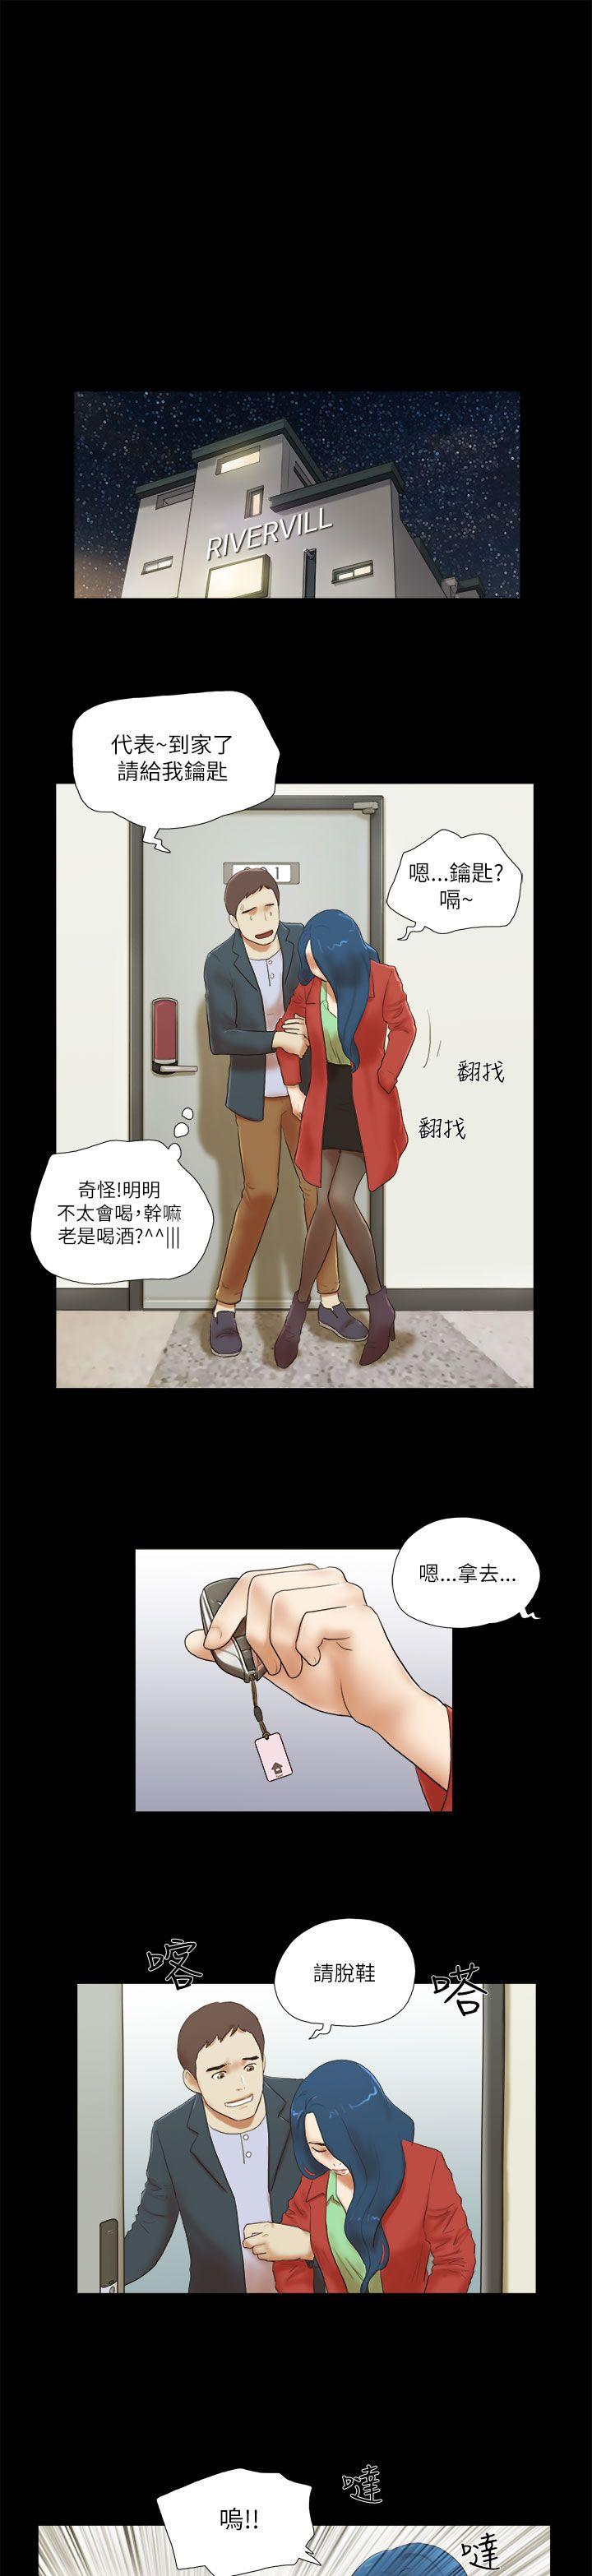 RIVERVILL
代表~到家了
請給我鑰匙
1
嗯...鑰匙?
嗝~
翻找
翻找
奇怪!明明
不太會喝,幹嘛
老是喝酒?^^|||
嗯...拿去...
喀
請脫鞋
嗒
噠
嗚!!
噠